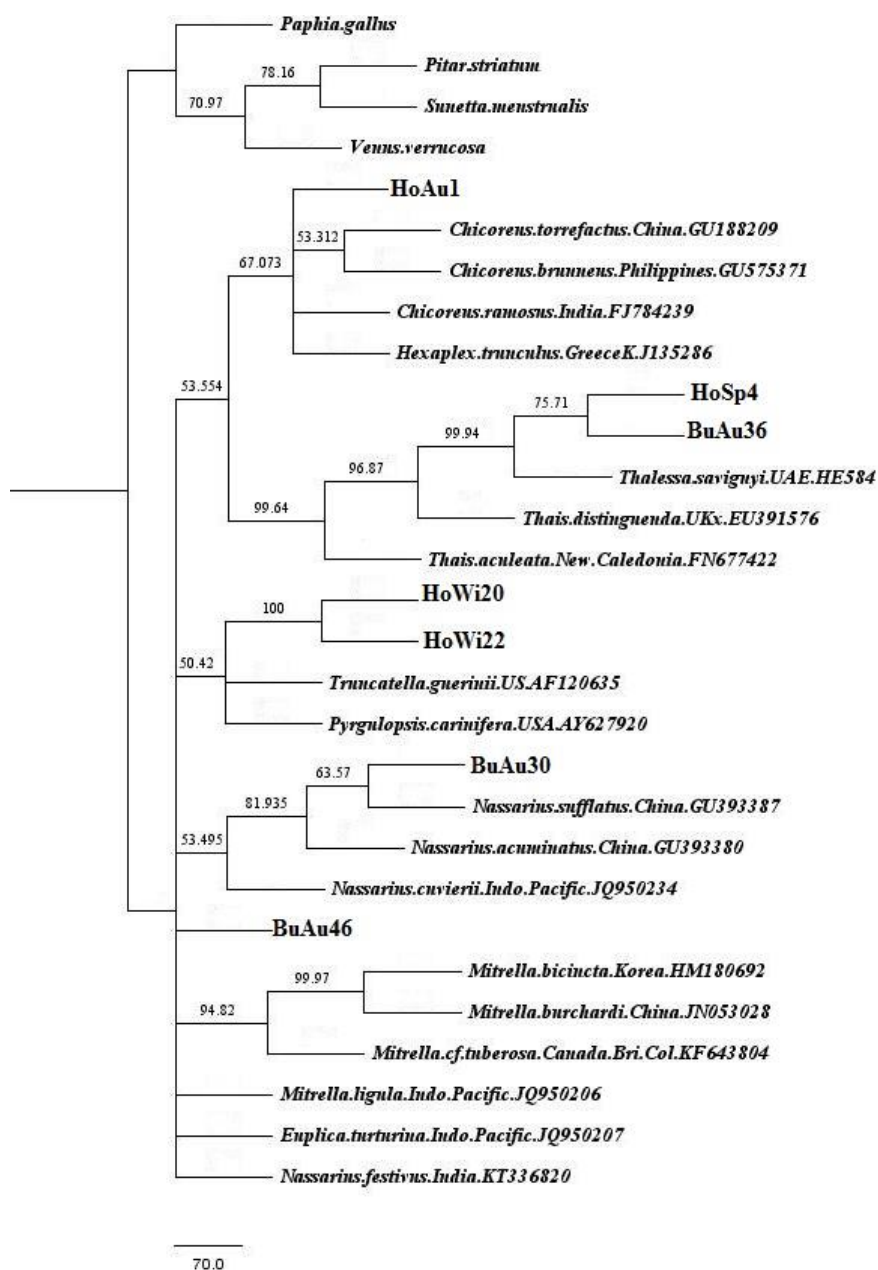 Paphia.gallus
78.16
Pitar.striatum
70.97
Sunetta.menstrualis
Venus.verrucosa
HoAu1
53.312
Chicoreus.torrefactus.China.GU188209
67.073
Chicoreus.brunneus.Philippines.GU575371
Chicoreus.ramosus.India.FJ784239
Hexaplex.trunculus.GreeceK.J135286
53.554
HoSp4
75.71
BuAu36
99.94
96.87
Thalessa.savignyi.UAE.HE584
99.64
Thais.distinguenda.UKx.EU391576
Thais.aculeata.New.Caledonia.FN677422
HoWi20
100
HoWi22
50.42
Truncatella.guerinii.US.AF120635
Pyrgulopsis.carinifera.USA.AY627920
BuAu30
63.57
81.935
Nassarius.sufflatus.China.GU393387
53.495
Nassarius.acuminatus.China.GU393380
Nassarius.cuvierii.Indo.Pacific.JQ950234
BuAu46
99.97
Mitrella.bicincta.Korea.HM180692
94.82
Mitrella.burchardi.China.JN053028
Mitrella.cf.tuberosa.Canada.Bri.Col.KF643804
Mitrella.ligula.Indo.Pacific.JQ950206
Euplica.turturina.Indo.Pacific.JQ950207
Nassarius.festivus.India.KT336820
70.0